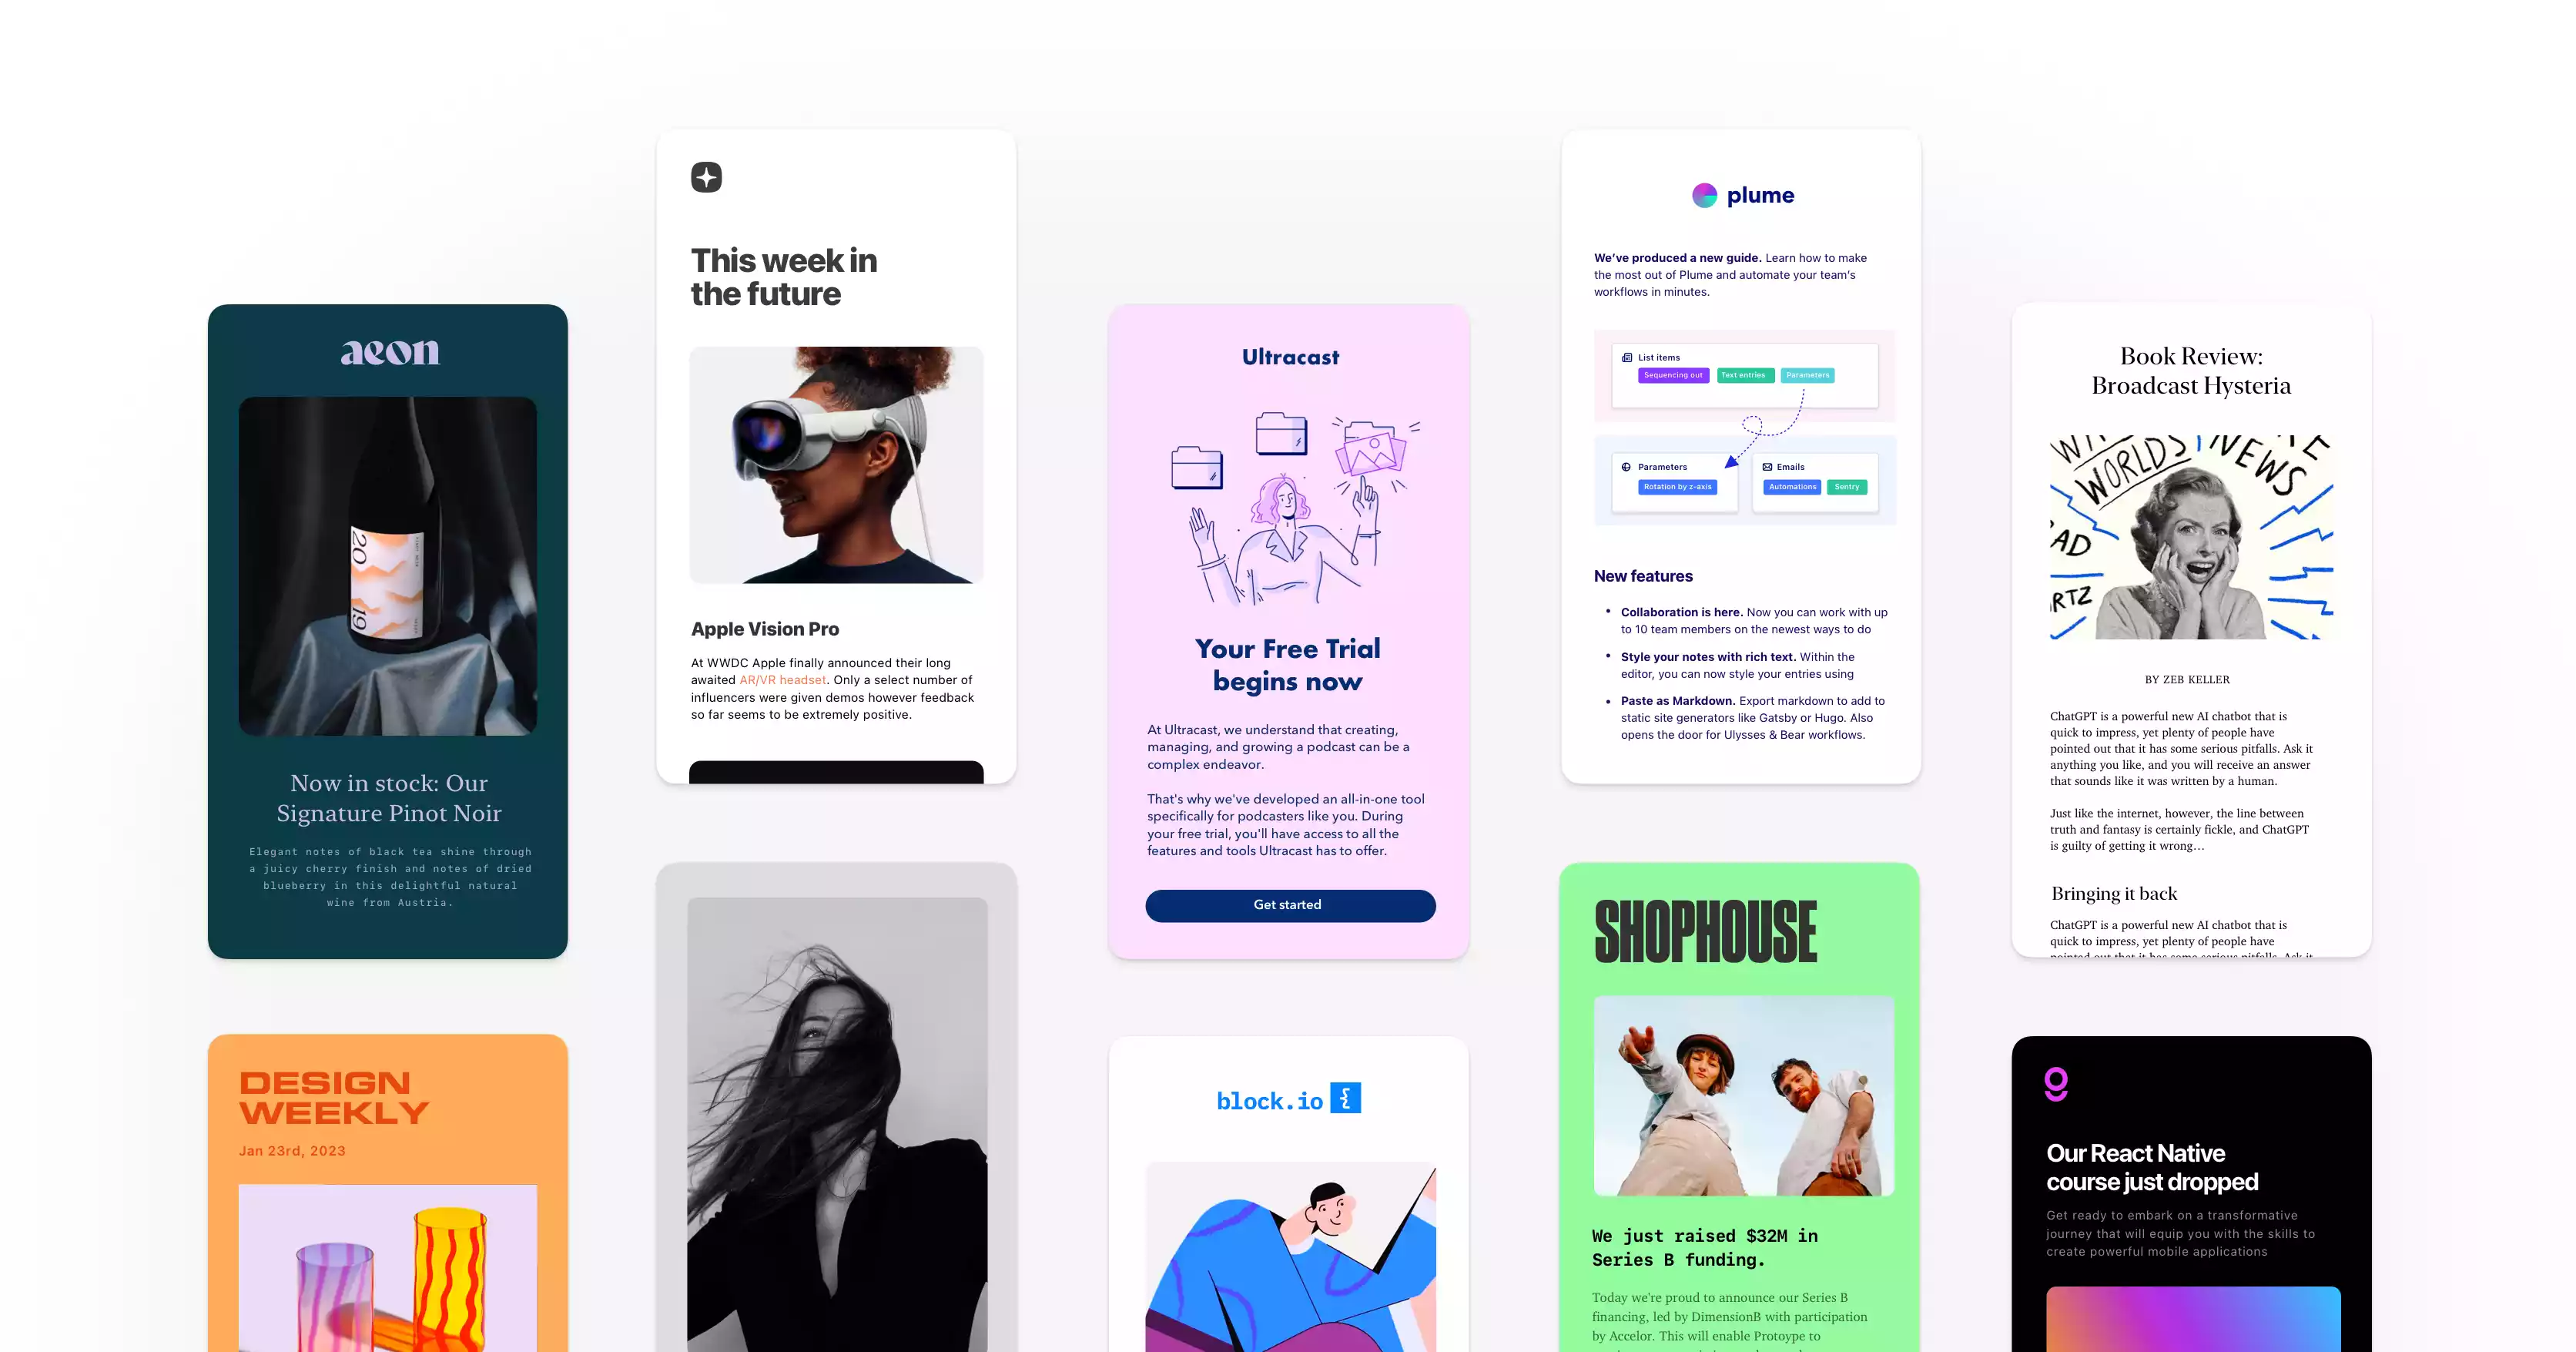 aeon
20
19
Now in stock: Our
Signature Pinot Noir
Elegant notes of black tea shine through
a juicy cherry finish and notes of dried
blueberry in this delightful natural
wine from Austria.
DESIGN
WEEKLY
Jan 23rd, 2023
This week in
the future
Apple Vision Pro
At WWDC Apple finally announced their long
awaited AR/VR headset. Only a select number of
influencers were given demos however feedback
so far seems to be extremely positive.
Ultracast
Your Free Trial
begins now
At Ultracast, we understand that creating,
managing, and growing a podcast can be a
complex endeavor.
That's why we've developed an all-in-one tool
specifically for podcasters like you. During
your free trial, you'll have access to all the
features and tools Ultracast has to offer.
Get started
block.io
plume
We've produced a new guide. Learn how to make
the most out of Plume and automate your team's
workflows in minutes.
List items
Sequencing out Text entries Parameters
Parameters
Rotation by z-axis
Emails
Automations Sentry
New features
• Collaboration is here. Now you can work with up
to 10 team members on the newest ways to do
• Style your notes with rich text. Within the
editor, you can now style your entries using
• Paste as Markdown. Export markdown to add to
static site generators like Gatsby or Hugo. Also
opens the door for Ulysses & Bear workflows.
SHOPHOUSE
We just raised $32M in
Series B funding.
Today we're proud to announce our Series B
financing, led by DimensionB with participation
by Accelor. This will enable Protoype to
Book Review:
Broadcast Hysteria
WORLDS NEWS
BY ZEB KELLER
ChatGPT is a powerful new AI chatbot that is
quick to impress, yet plenty of people have
pointed out that it has some serious pitfalls. Ask it
anything you like, and you will receive an answer
that sounds like it was written by a human.
Just like the internet, however, the line between
truth and fantasy is certainly fickle, and ChatGPT
is guilty of getting it wrong…
Bringing it back
ChatGPT is a powerful new AI chatbot that is
quick to impress, yet plenty of people have
pointed out that it has some serious pitfalls. Ask it
Our React Native
course just dropped
Get ready to embark on a transformative
journey that will equip you with the skills to
create powerful mobile applications